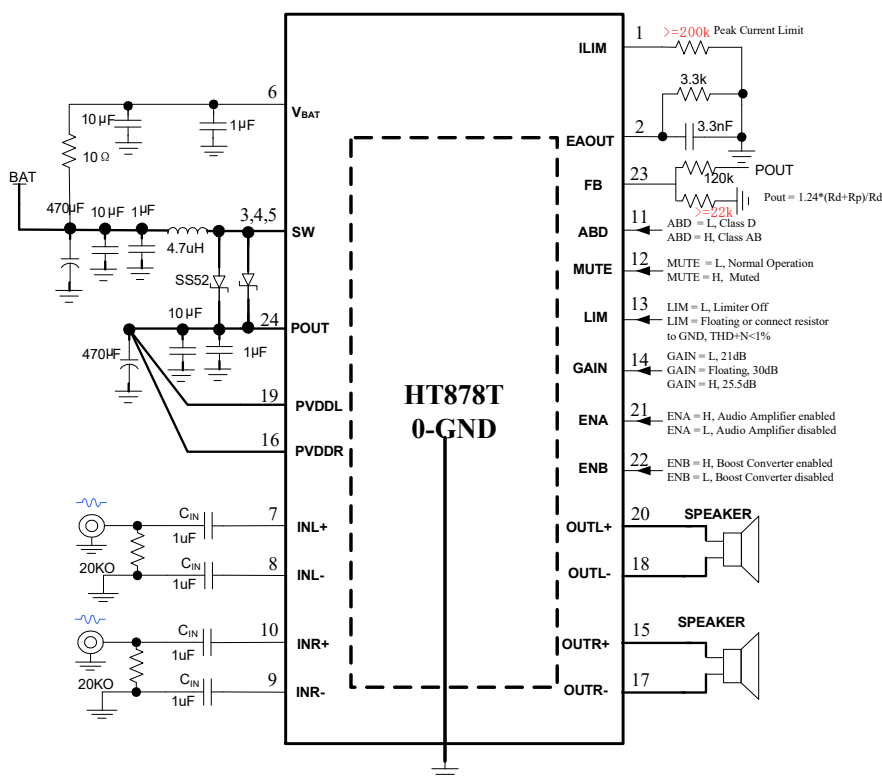 1
>=200k
Peak Current Limit
ILIM
3.3k
6
VBAT
10µF
1µF
10Ω
3.3nF
2
EAOUT
BAT
23
FB
POUT
120k
>=22k
Pout = 1.24*(Rd+Rp)/Rd
470µF
10µF
1µF
4.7uH
3,4,5
SW
11
ABD
ABD = L, Class D
ABD = H, Class AB
12
MUTE
MUTE = L, Normal Operation
MUTE = H, Muted
SS52
10µF
24
POUT
1µF
470µF
13
LIM
LIM = L, Limiter Off
LIM = Floating or connect resistor
to GND, THD+N<1%
14
GAIN
GAIN = L, 21dB
GAIN = Floating, 30dB
GAIN = H, 25.5dB
HT878T
0-GND
19
PVDDL
16
PVDDR
21
ENA
ENA = H, Audio Amplifier enabled
ENA = L, Audio Amplifier disabled
22
ENB
ENB = H, Boost Converter enabled
ENB = L, Boost Converter disabled
CIN
1uF
7
INL+
20KO
CIN
1uF
8
INL-
20
OUTL+
SPEAKER
18
OUTL-
CIN
1uF
10
INR+
20KO
CIN
1uF
9
INR-
15
OUTR+
SPEAKER
17
OUTR-